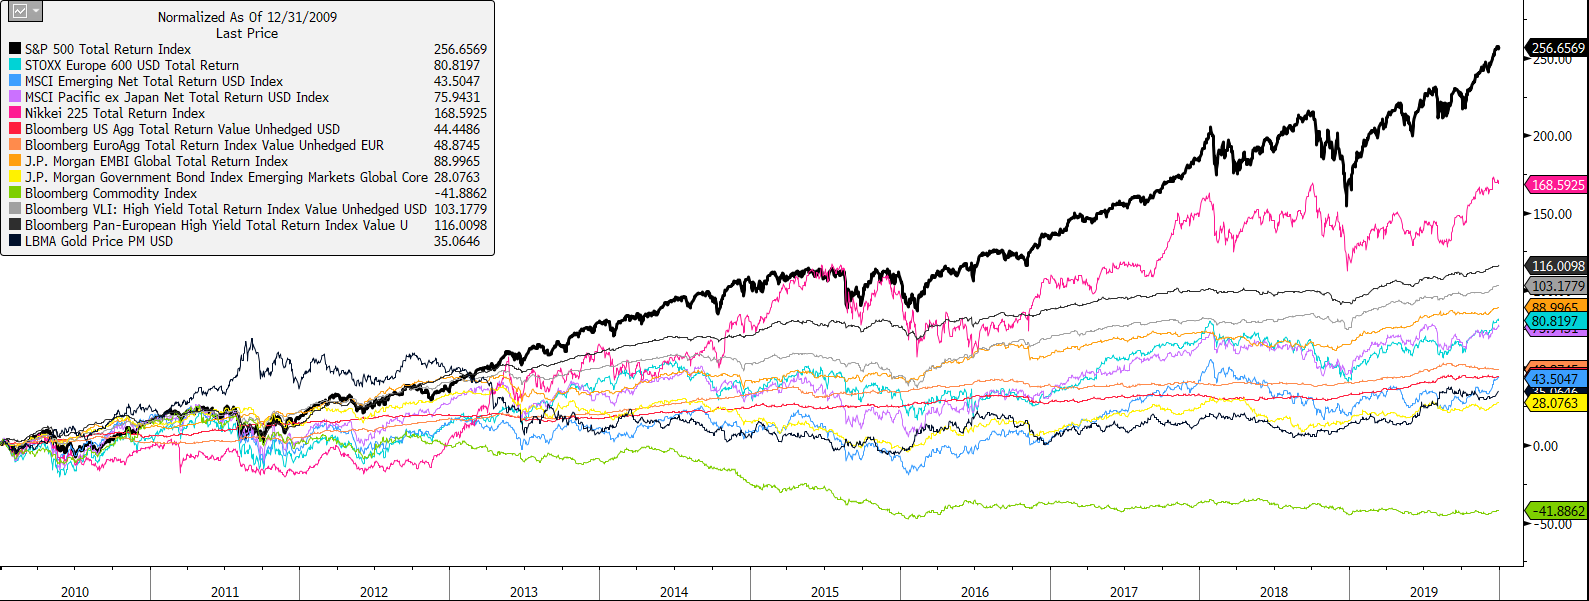 Normalized As Of 12/31/2009
Last Price
S&P 500 Total Return Index 256.6569
STOXX Europe 600 USD Total Return 80.8197
MSCI Emerging Net Total Return USD Index 43.5047
MSCI Pacific ex Japan Net Total Return USD Index 75.9431
Nikkei 225 Total Return Index 168.5925
Bloomberg US Agg Total Return Value Unhedged USD 44.4486
Bloomberg EuroAgg Total Return Index Value Unhedged EUR 48.8745
J.P. Morgan EMBI Global Total Return Index 88.9965
J.P. Morgan Government Bond Index Emerging Markets Global Core 28.0763
Bloomberg Commodity Index -41.8862
Bloomberg VLI: High Yield Total Return Index Value Unhedged USD 103.1779
Bloomberg Pan-European High Yield Total Return Index Value U 116.0098
LBMA Gold Price PM USD 35.0646
256.6569
250.00
200.00
168.5925
150.00
116.0098
103.1779
88.9965
80.8197
43.5047
28.0763
0.00
-41.8862
-50.00
2010 2011 2012 2013 2014 2015 2016 2017 2018 2019